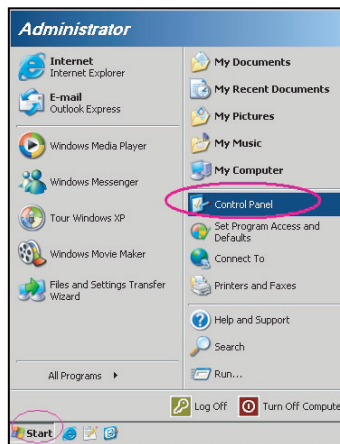 Administrator
Internet
Internet Explorer
E-mail
Outlook Express
Windows Media Player
Windows Messenger
Tour Windows XP
Windows Movie Maker
Files and Settings Transfer
Wizard
All Programs
My Documents
My Recent Documents
My Pictures
My Music
My Computer
Control Panel
Set Program Access and
Defaults
Connect To
Printers and Faxes
Help and Support
Search
Run...
Log Off
Turn Off Compute
Start